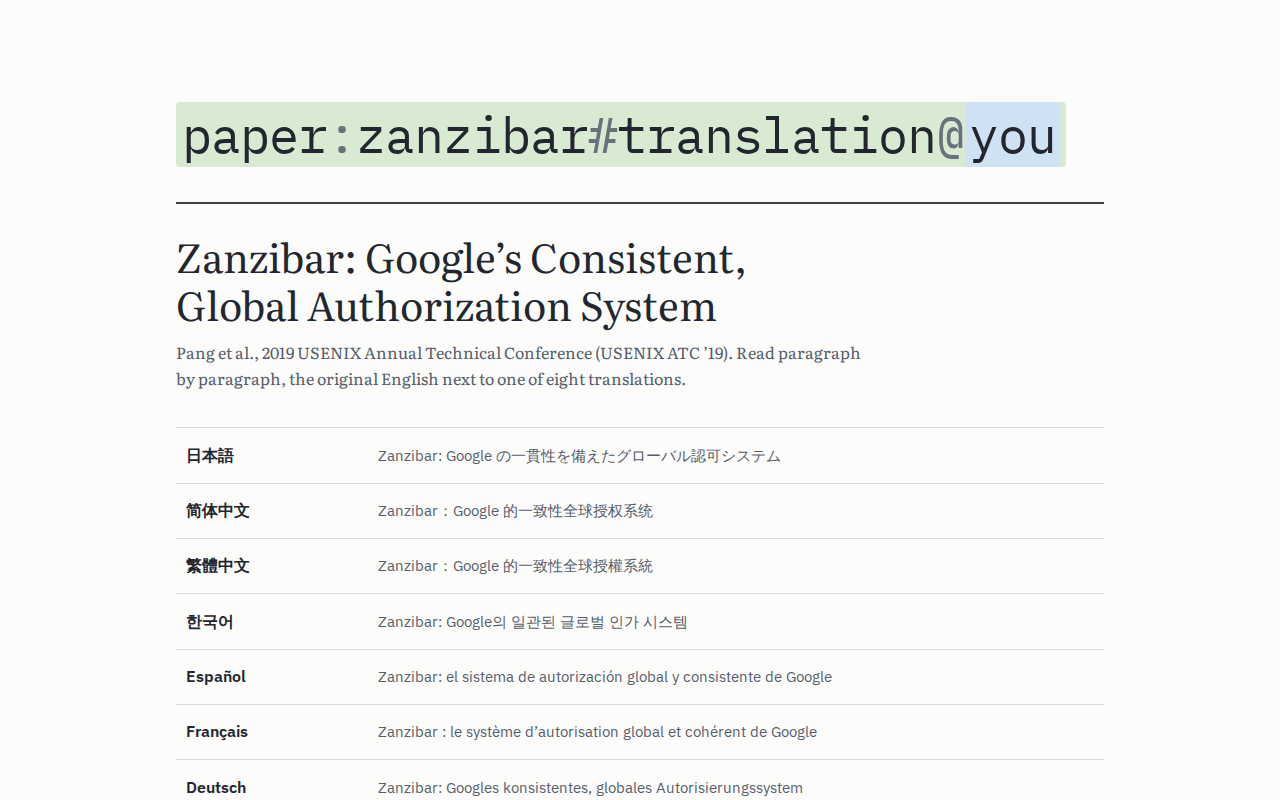 paper:zanzibar#translation@you
Zanzibar: Google’s Consistent,
Global Authorization System
Pang et al., 2019 USENIX Annual Technical Conference (USENIX ATC ’19). Read paragraph
by paragraph, the original English next to one of eight translations.
日本語 Zanzibar: Google の一貫性を備えたグローバル認可システム
简体中文 Zanzibar：Google 的一致性全球授权系统
繁體中文 Zanzibar：Google 的一致性全球授權系統
한국어 Zanzibar: Google의 일관된 글로벌 인가 시스템
Español Zanzibar: el sistema de autorización global y consistente de Google
Français Zanzibar : le système d’autorisation global et cohérent de Google
Deutsch Zanzibar: Googles konsistentes, globales Autorisierungssystem